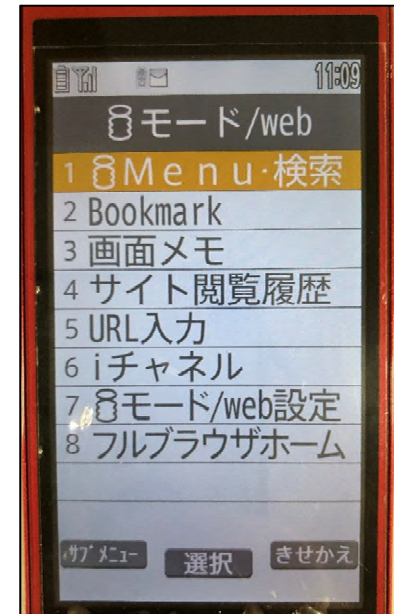 11:09
iモード/web
1 iMenu・検索
2 Bookmark
3 画面メモ
4 サイト閲覧履歴
5 URL入力
6 iチャネル
7 iモード/web設定
8 フルブラウザホーム
サブメニュー 選択 きせかえ